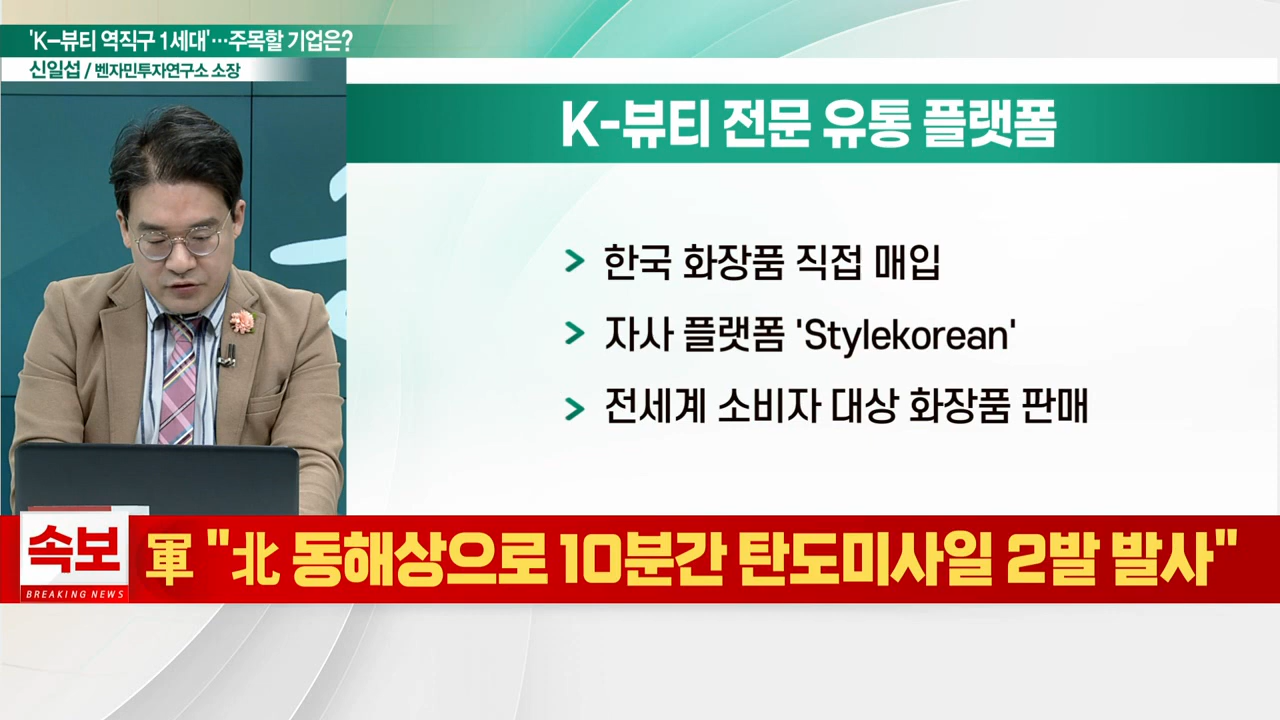 'K-뷰티 역직구 1세대'…주목할 기업은?
신일섭 / 벤자민투자연구소 소장
K-뷰티 전문 유통 플랫폼
> 한국 화장품 직접 매입
> 자사 플랫폼 'Stylekorean'
> 전세계 소비자 대상 화장품 판매
속보
BREAKING NEWS
軍 "北 동해상으로 10분간 탄도미사일 2발 발사"